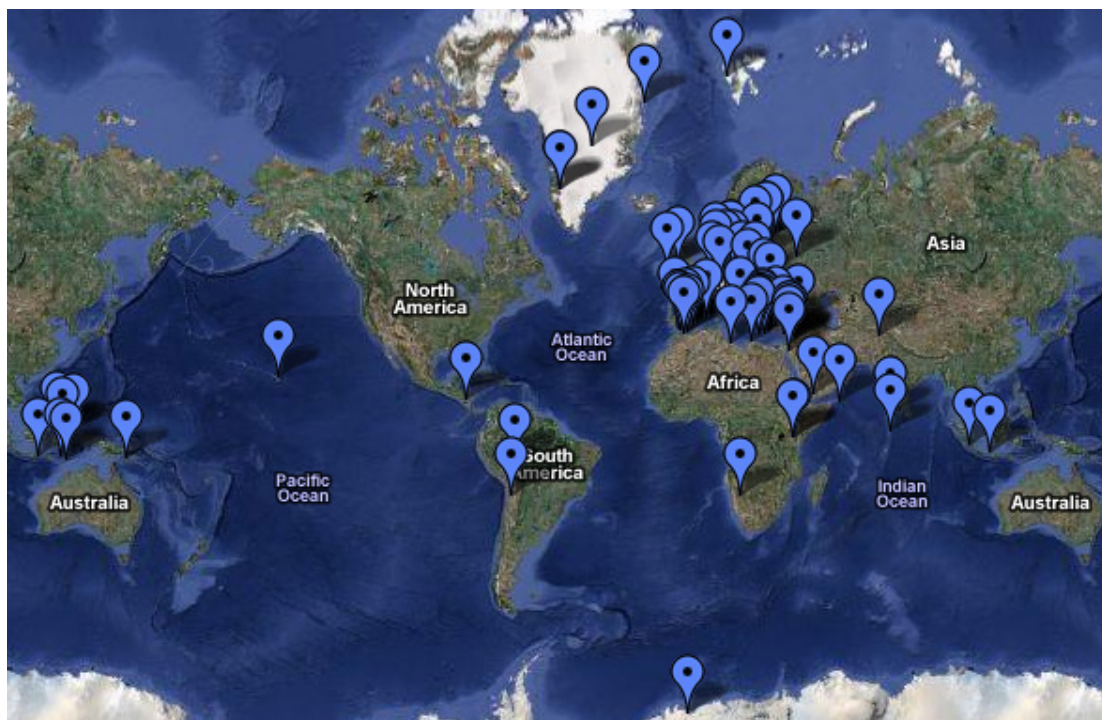 Asia
North
America
Atlantic
Ocean
Africa
South
America
Pacific
Ocean
Indian
Ocean
Australia
Australia